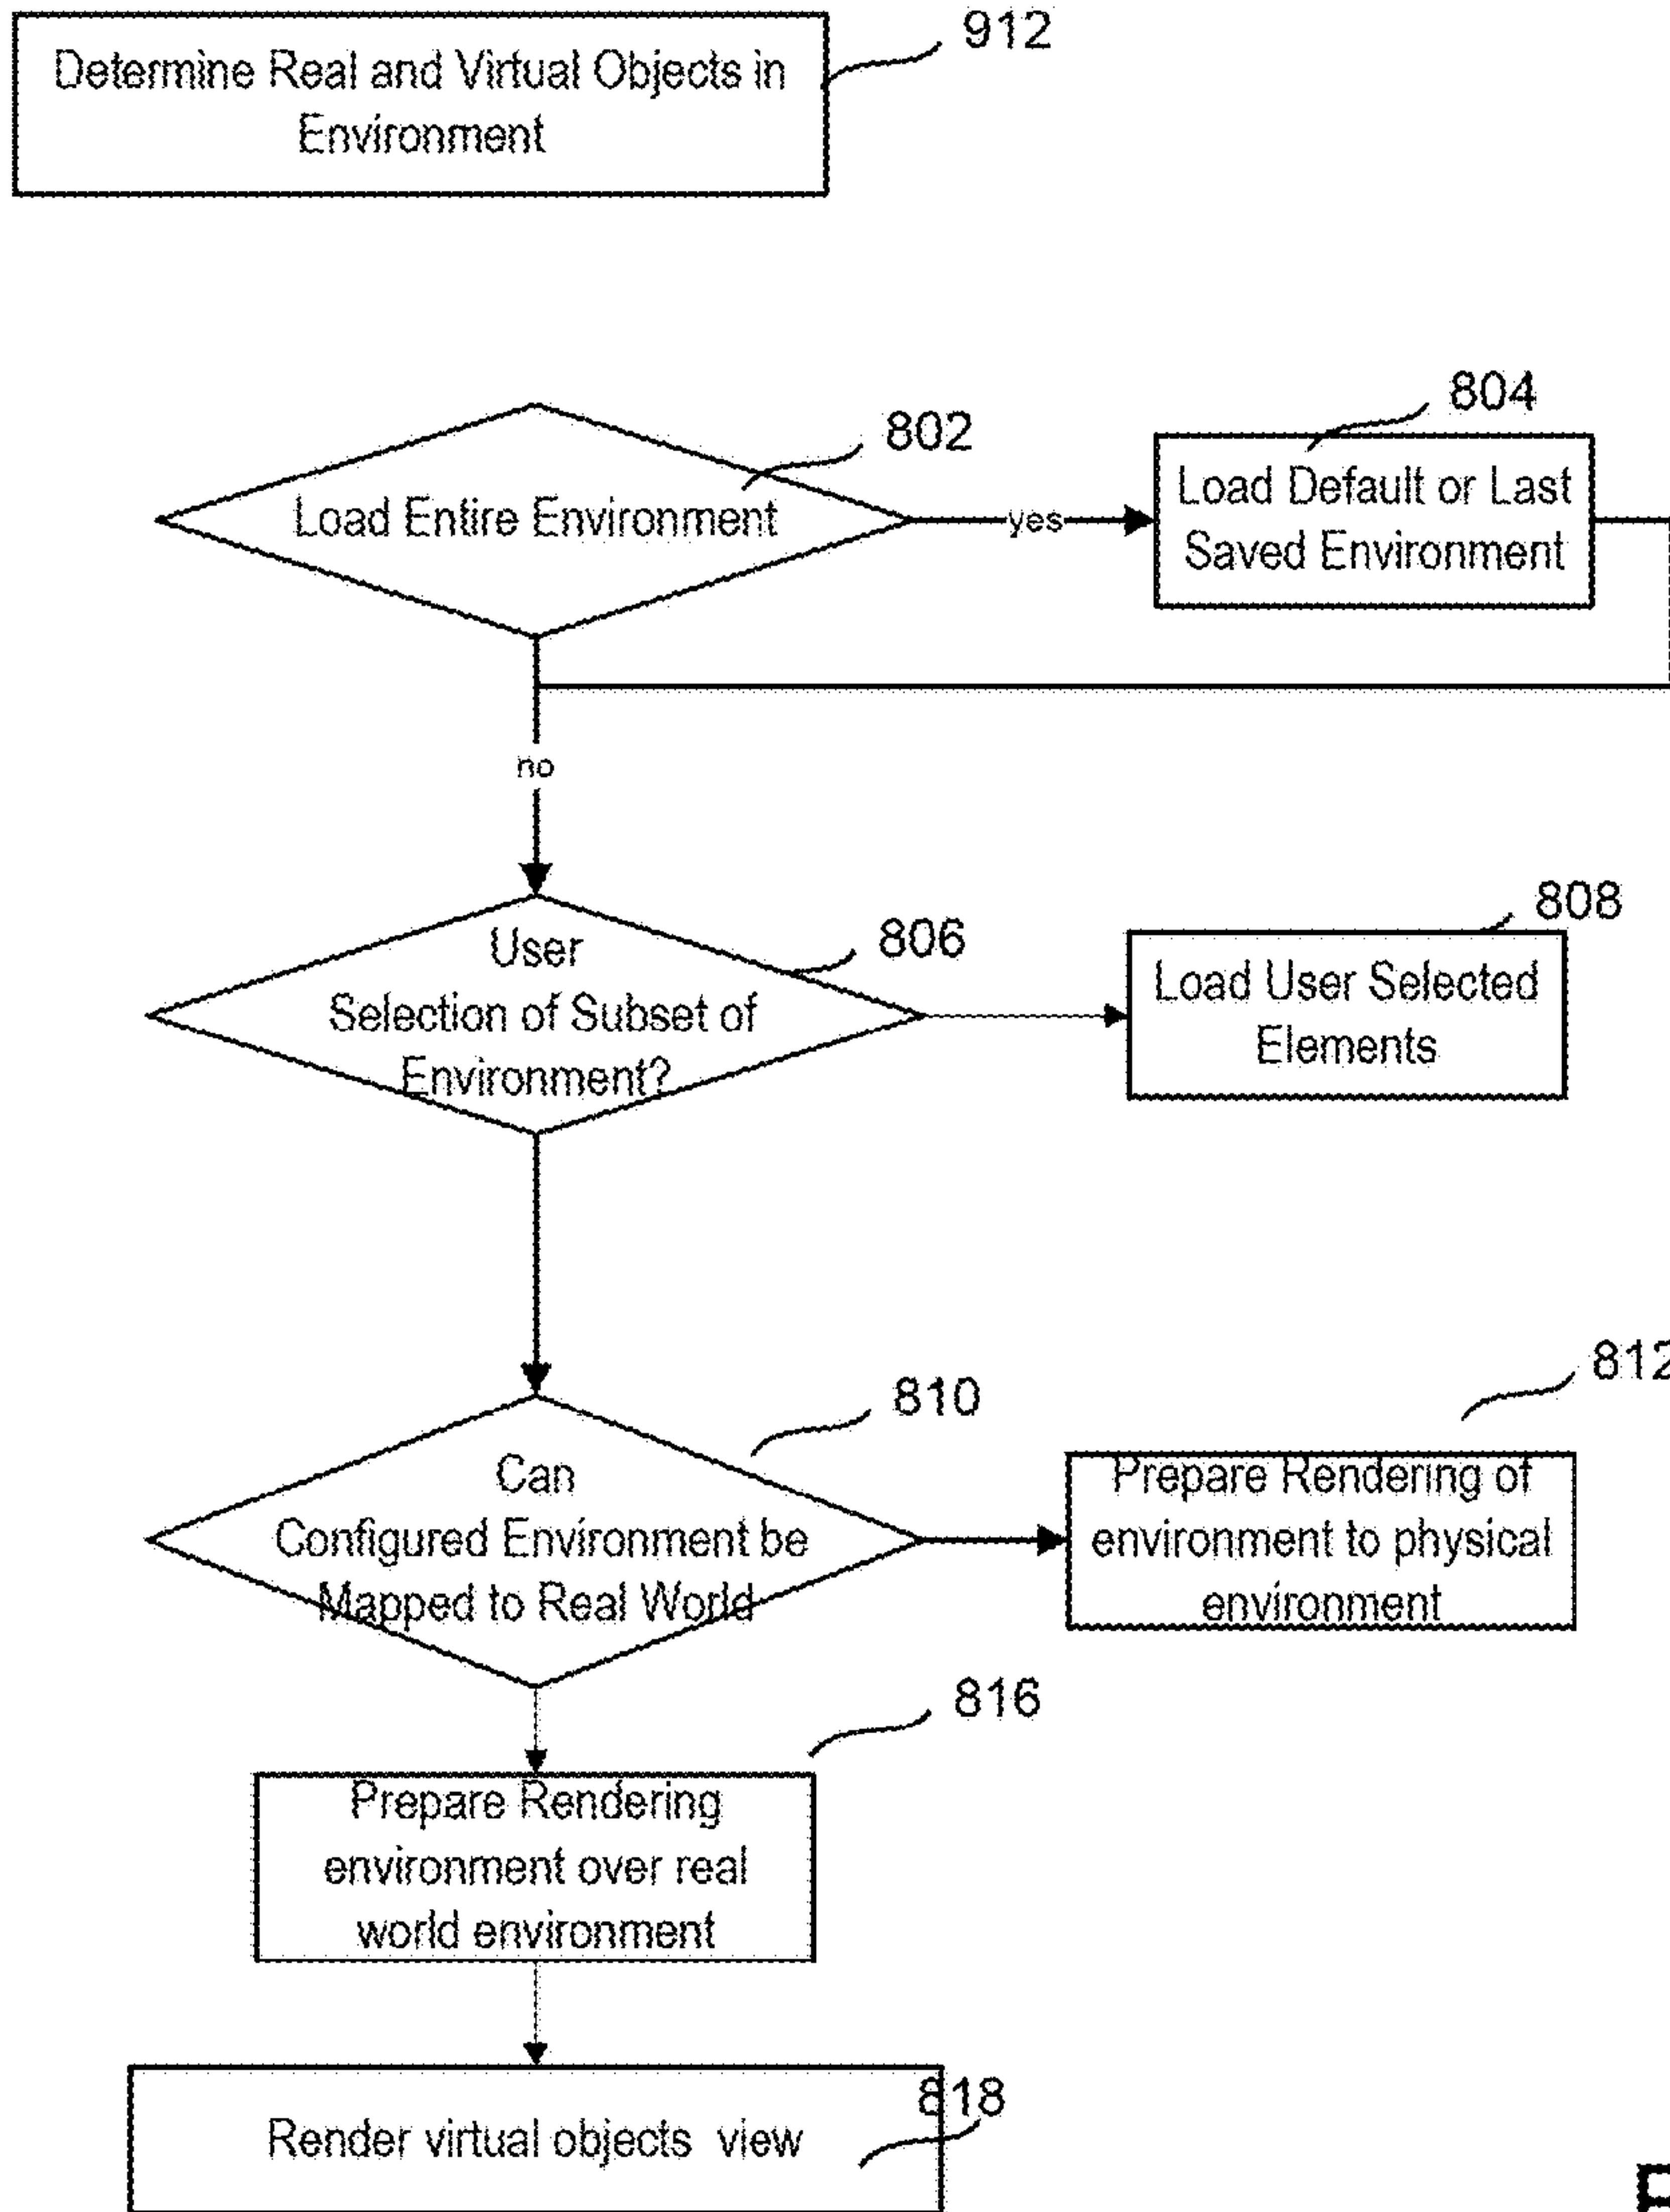 912
Determine Real and Virtual Objects in
Environment
804
802
Load Entire Environment
yes
Load Default or Last
Saved Environment
no
808
806
User
Selection of Subset of
Environment?
Load User Selected
Elements
812
810
Can
Configured Environment be
Mapped to Real World
Prepare Rendering of
environment to physical
environment
816
Prepare Rendering
environment over real
world environment
818
Render virtual objects view